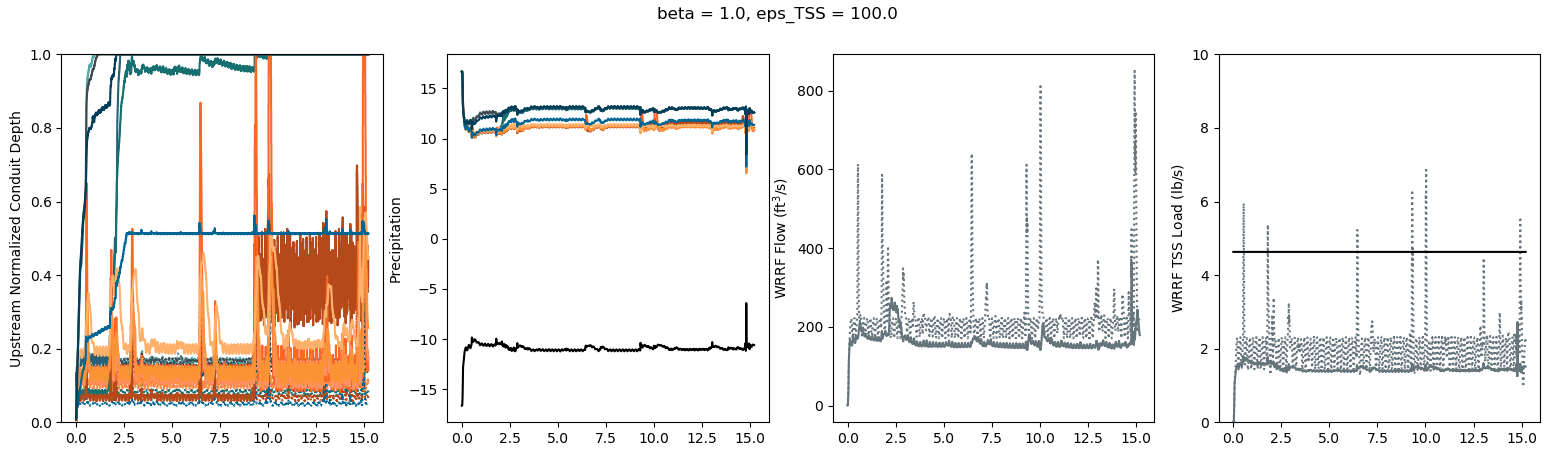 beta = 1.0, eps_TSS = 100.0
Upstream Normalized Conduit Depth
1.0
0.8
0.6
0.4
0.2
0.0
0.0 2.5 5.0 7.5 10.0 12.5 15.0
Precipitation
15
10
5
0
−5
−10
−15
0.0 2.5 5.0 7.5 10.0 12.5 15.0
WRRF Flow (ft³/s)
800
600
400
200
0
0.0 2.5 5.0 7.5 10.0 12.5 15.0
WRRF TSS Load (lb/s)
10
8
6
4
2
0
0.0 2.5 5.0 7.5 10.0 12.5 15.0